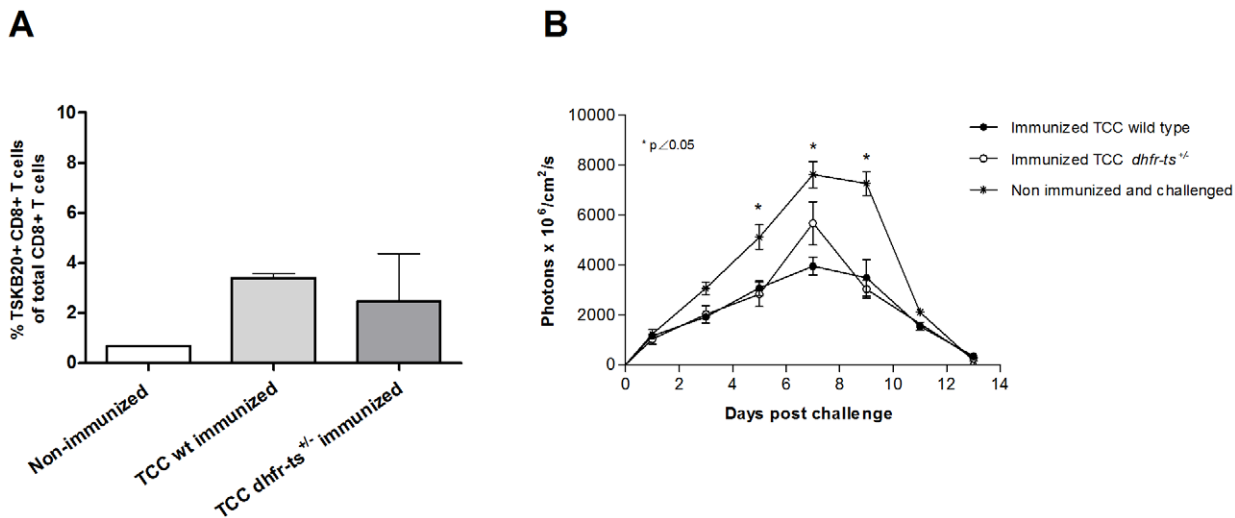 A
% TSKB20+ CD8+ T cells
of total CD8+ T cells
10
8
6
4
2
0
Non-immunized
TCC wt immunized
TCC dhfr-ts+/- immunized
B
Photons x 10⁶/cm²/s
10000
8000
6000
4000
2000
0
* p∠0.05
*
*
*
0 2 4 6 8 10 12 14
Days post challenge
Immunized TCC wild type
Immunized TCC dhfr-ts+/-
Non immunized and challenged